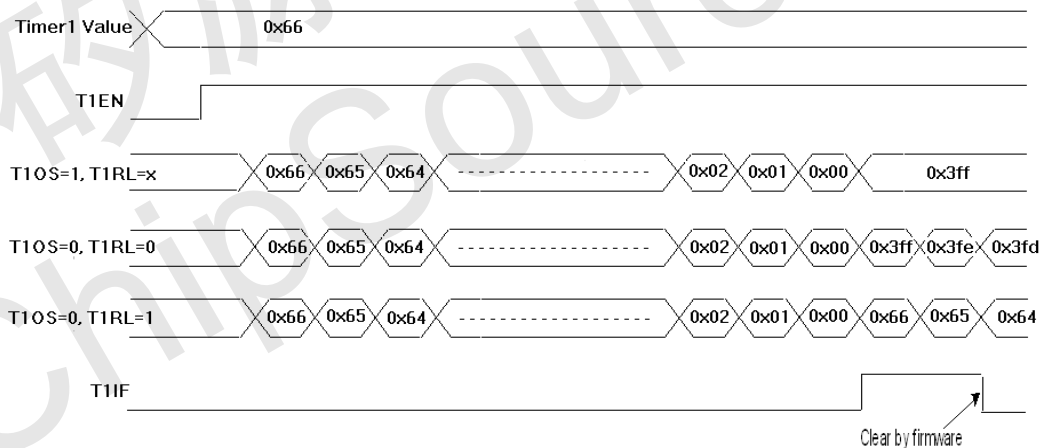 Timer1 Value 0x66
T1EN
T1OS=1, T1RL=x 0x66 0x65 0x64 0x02 0x01 0x00 0x3ff
T1OS=0, T1RL=0 0x66 0x65 0x64 0x02 0x01 0x00 0x3ff 0x3fe 0x3fd
T1OS=0, T1RL=1 0x66 0x65 0x64 0x02 0x01 0x00 0x66 0x65 0x64
T1IF
Clear by firmware
ChipSourc